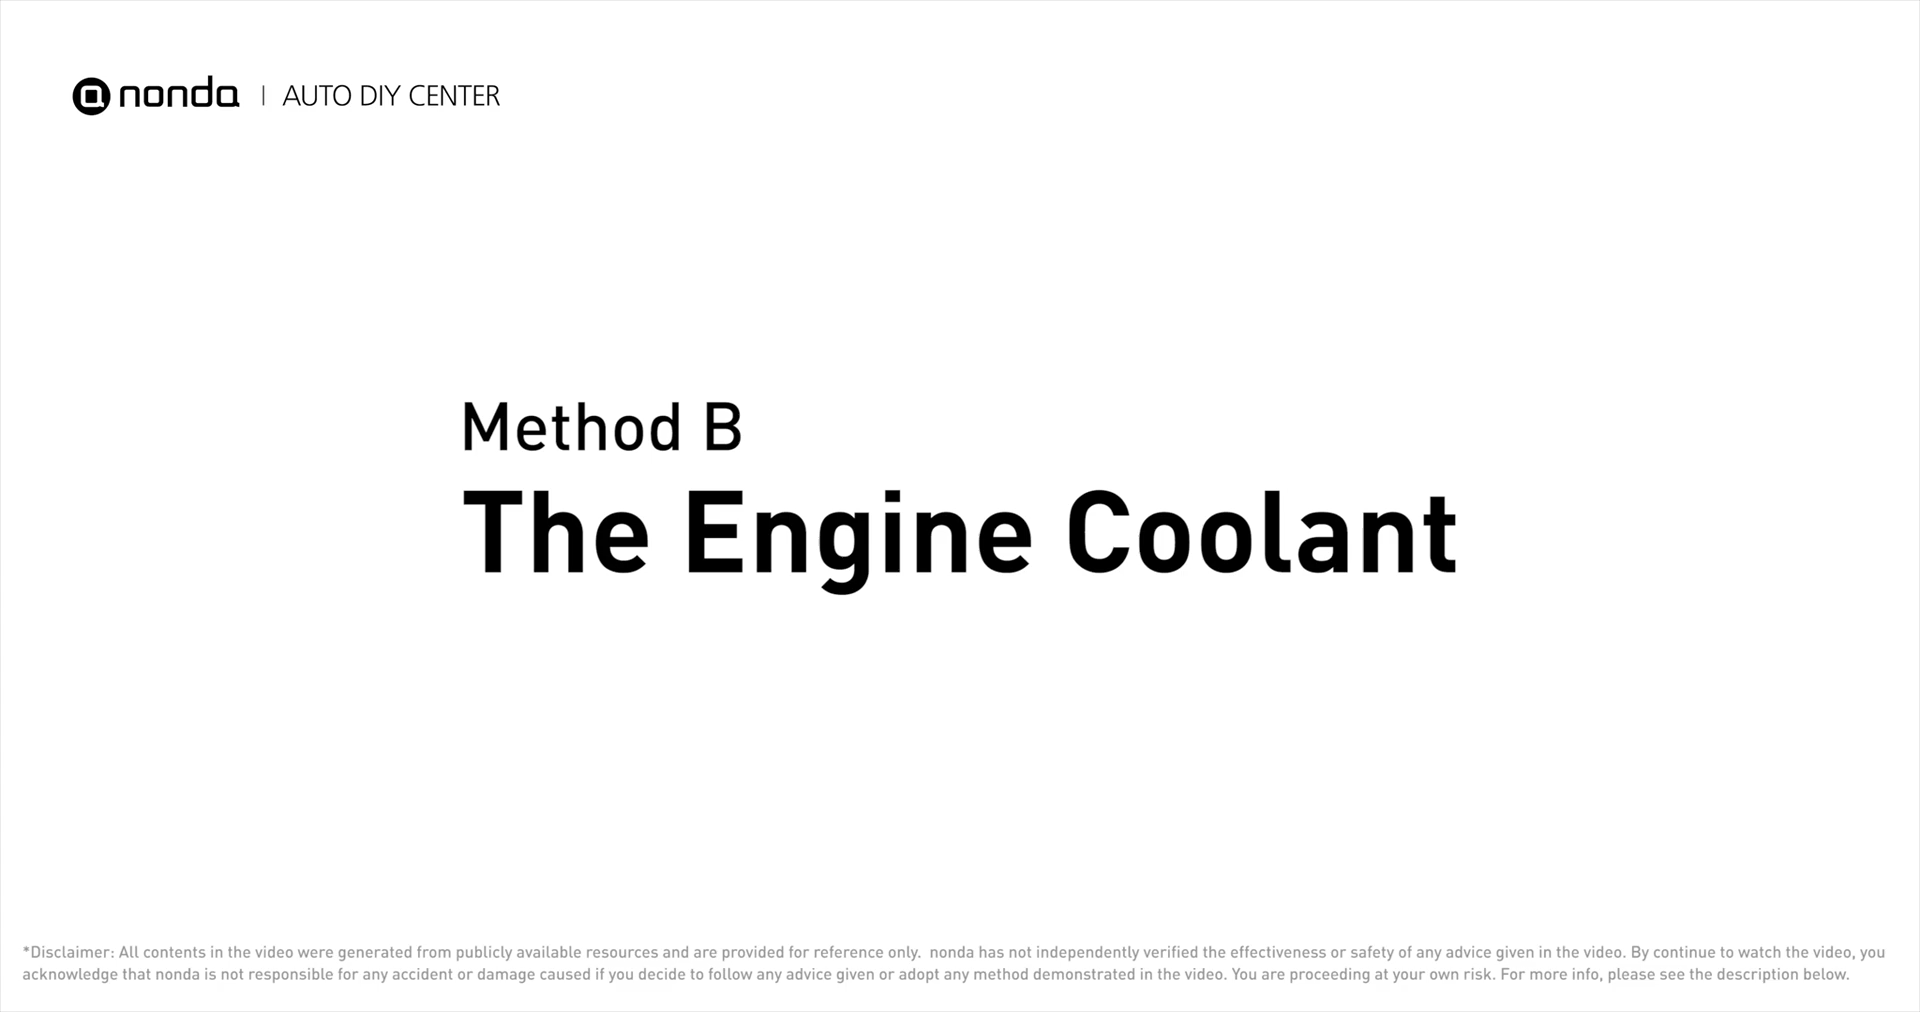 nonda | AUTO DIY CENTER
Method B
The Engine Coolant
*Disclaimer: All contents in the video were generated from publicly available resources and are provided for reference only.  nonda has not independently verified the effectiveness or safety of any advice given in the video. By continue to watch the video, you
acknowledge that nonda is not responsible for any accident or damage caused if you decide to follow any advice given or adopt any method demonstrated in the video. You are proceeding at your own risk. For more info, please see the description below.